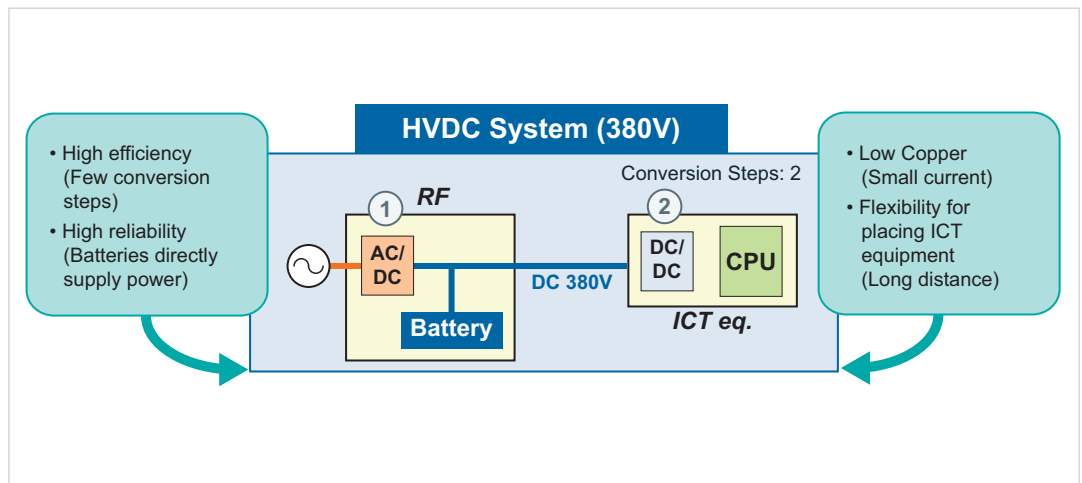 HVDC System (380V)
• High efficiency
(Few conversion
steps)
• High reliability
(Batteries directly
supply power)
Conversion Steps: 2
1
RF
AC/
DC
Battery
DC 380V
2
DC/
DC
CPU
ICT eq.
• Low Copper
(Small current)
• Flexibility for
placing ICT
equipment
(Long distance)